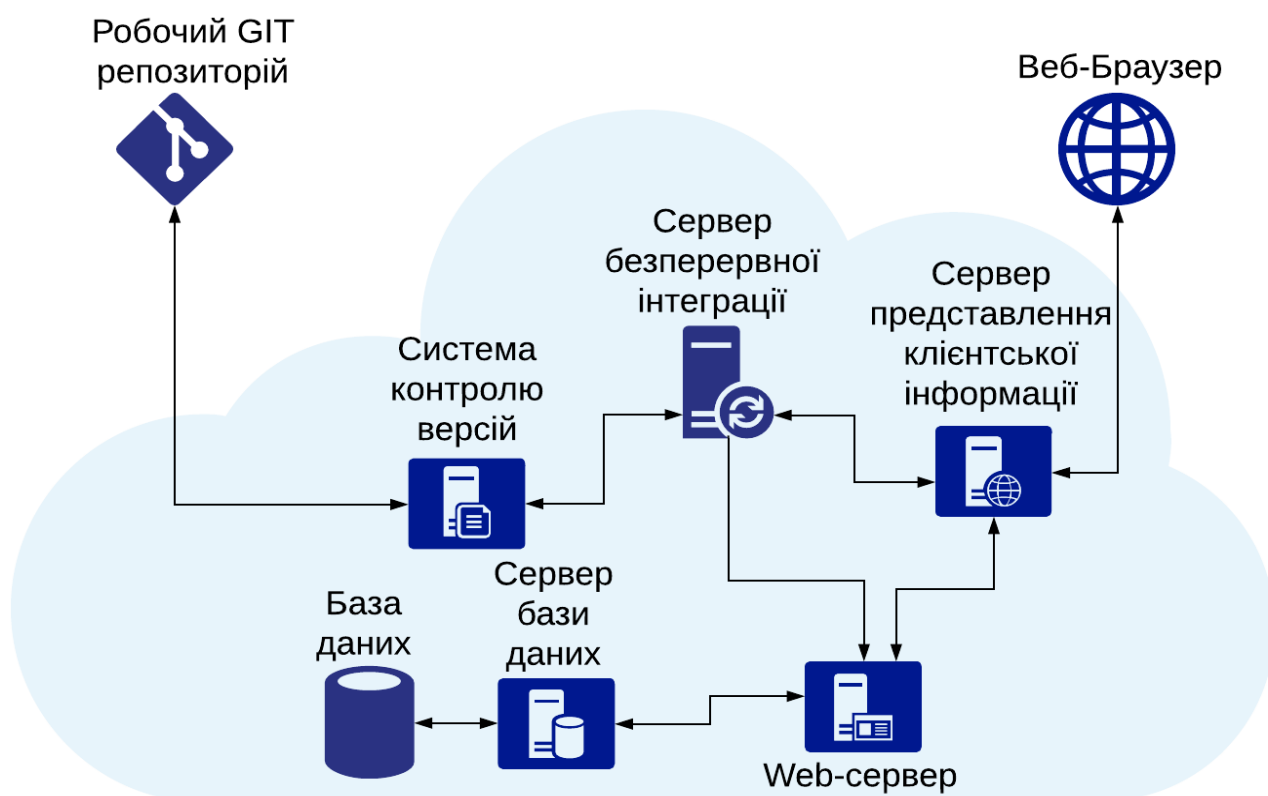 Робочий GIT
репозиторій
Веб-Браузер
Сервер
безперервної
інтеграції
Сервер
представлення
клієнтської
інформації
Система
контролю
версій
Сервер
бази
даних
База
даних
Web-сервер